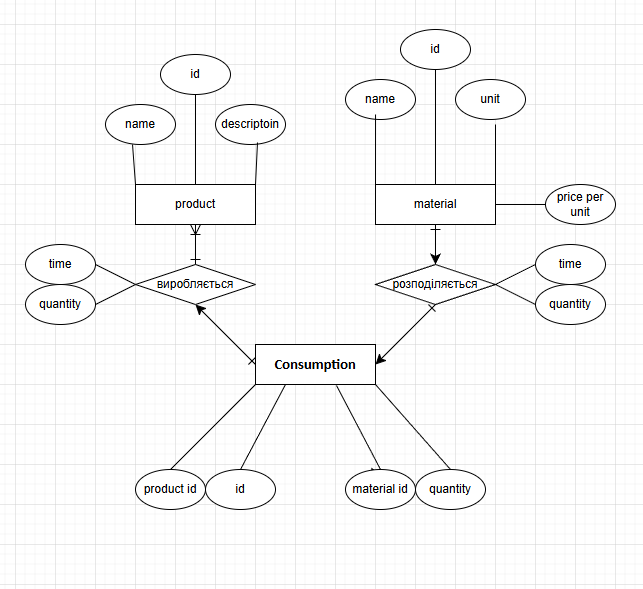 id
id
name
unit
name
descriptoin
product
material
price per
unit
time
time
виробляється
розподіляється
quantity
quantity
Consumption
product id
id
material id
quantity